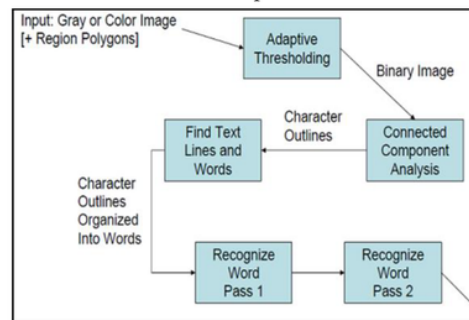 Input: Gray or Color Image
[+ Region Polygons]
Adaptive
Thresholding
Binary Image
Connected
Component
Analysis
Character
Outlines
Find Text
Lines and
Words
Character
Outlines
Organized
Into Words
Recognize
Word
Pass 1
Recognize
Word
Pass 2